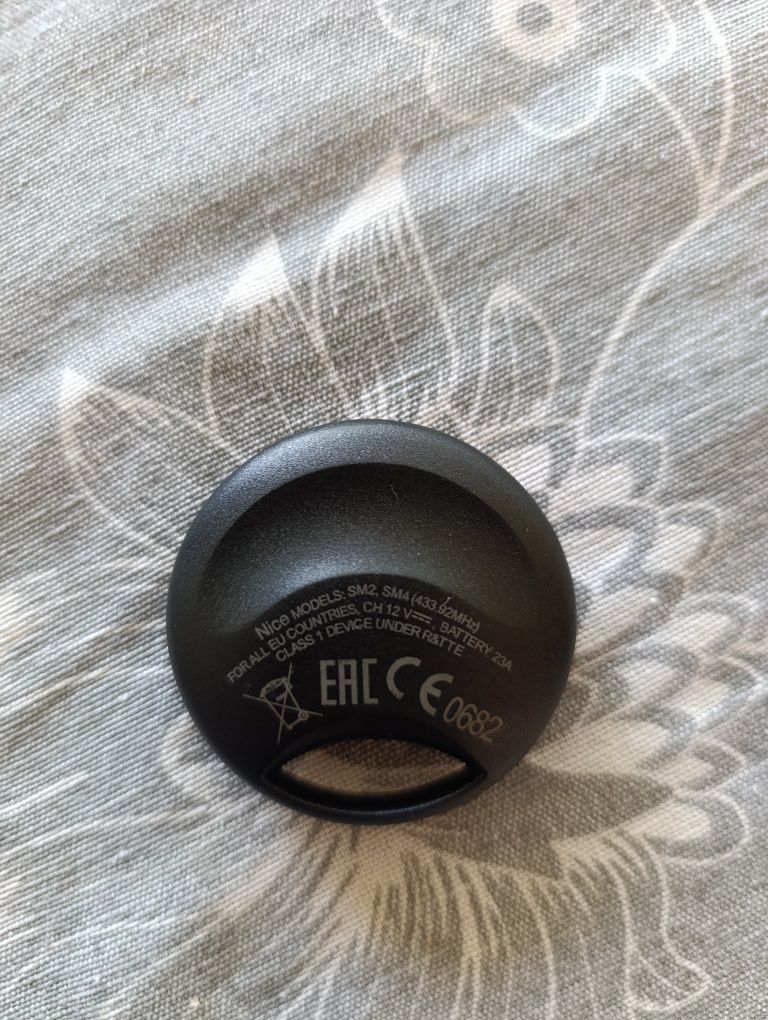 Nice MODELS: SM2, SM4 (433.92MHz)
FOR ALL EU COUNTRIES, CH 12 V⎓, BATTERY 23A
CLASS 1 DEVICE UNDER R&TTE
EAC CE 0682